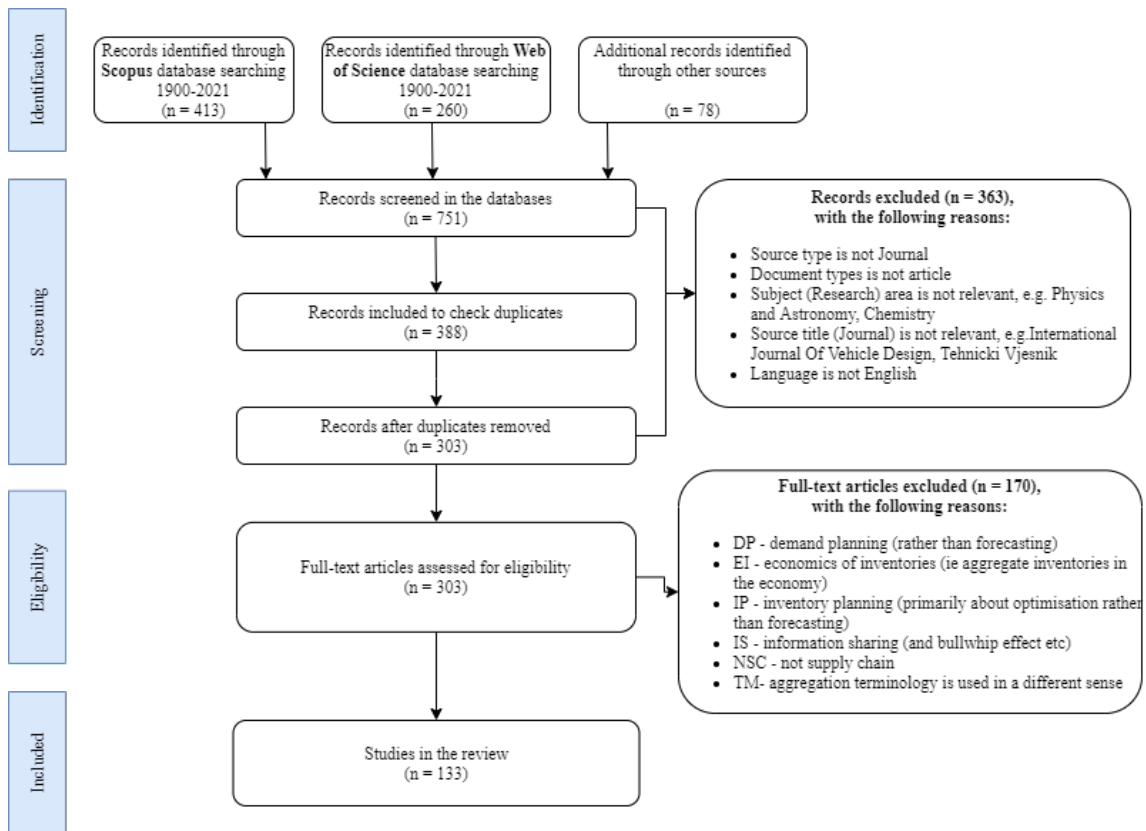 Identification
Records identified through
Scopus database searching
1900-2021
(n = 413)
Records identified through Web
of Science database searching
1900-2021
(n = 260)
Additional records identified
through other sources
(n = 78)
Screening
Records screened in the databases
(n = 751)
Records included to check duplicates
(n = 388)
Records after duplicates removed
(n = 303)
Records excluded (n = 363),
with the following reasons:
• Source type is not Journal
• Document types is not article
• Subject (Research) area is not relevant, e.g. Physics
and Astronomy, Chemistry
• Source title (Journal) is not relevant, e.g.International
Journal Of Vehicle Design, Tehnicki Vjesnik
• Language is not English
Eligibility
Full-text articles assessed for eligibility
(n = 303)
Full-text articles excluded (n = 170),
with the following reasons:
• DP - demand planning (rather than forecasting)
• EI - economics of inventories (ie aggregate inventories in
the economy)
• IP - inventory planning (primarily about optimisation rather
than forecasting)
• IS - information sharing (and bullwhip effect etc)
• NSC - not supply chain
• TM- aggregation terminology is used in a different sense
Included
Studies in the review
(n = 133)